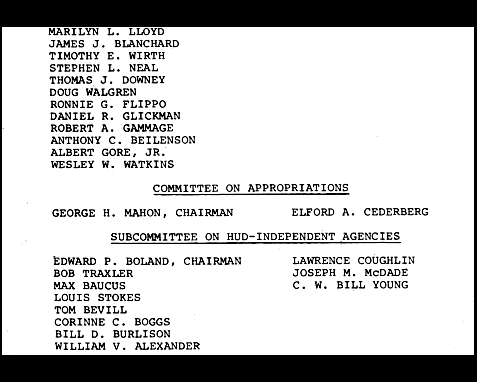 MARILYN L. LLOYD
JAMES J. BLANCHARD
TIMOTHY E. WIRTH
STEPHEN L. NEAL
THOMAS J. DOWNEY
DOUG WALGREN
RONNIE G. FLIPPO
DANIEL R. GLICKMAN
ROBERT A. GAMMAGE
ANTHONY C. BEILENSON
ALBERT GORE, JR.
WESLEY W. WATKINS
COMMITTEE ON APPROPRIATIONS
GEORGE H. MAHON, CHAIRMAN ELFORD A. CEDERBERG
SUBCOMMITTEE ON HUD-INDEPENDENT AGENCIES
EDWARD P. BOLAND, CHAIRMAN LAWRENCE COUGHLIN
BOB TRAXLER JOSEPH M. McDADE
MAX BAUCUS C. W. BILL YOUNG
LOUIS STOKES
TOM BEVILL
CORINNE C. BOGGS
BILL D. BURLISON
WILLIAM V. ALEXANDER